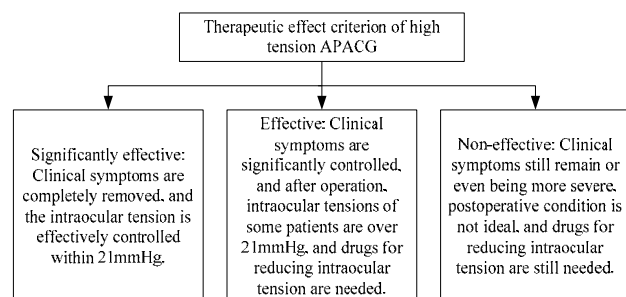 Therapeutic effect criterion of high
tension APACG
Significantly effective:
Clinical symptoms are
completely removed, and
the intraocular tension is
effectively controlled
within 21mmHg.
Effective: Clinical
symptoms are
significantly controlled,
and after operation,
intraocular tensions of
some patients are over
21mmHg, and drugs for
reducing intraocular
tension are needed.
Non-effective: Clinical
symptoms still remain or
even being more severe,
postoperative condition is
not ideal, and drugs for
reducing intraocular
tension are still needed.